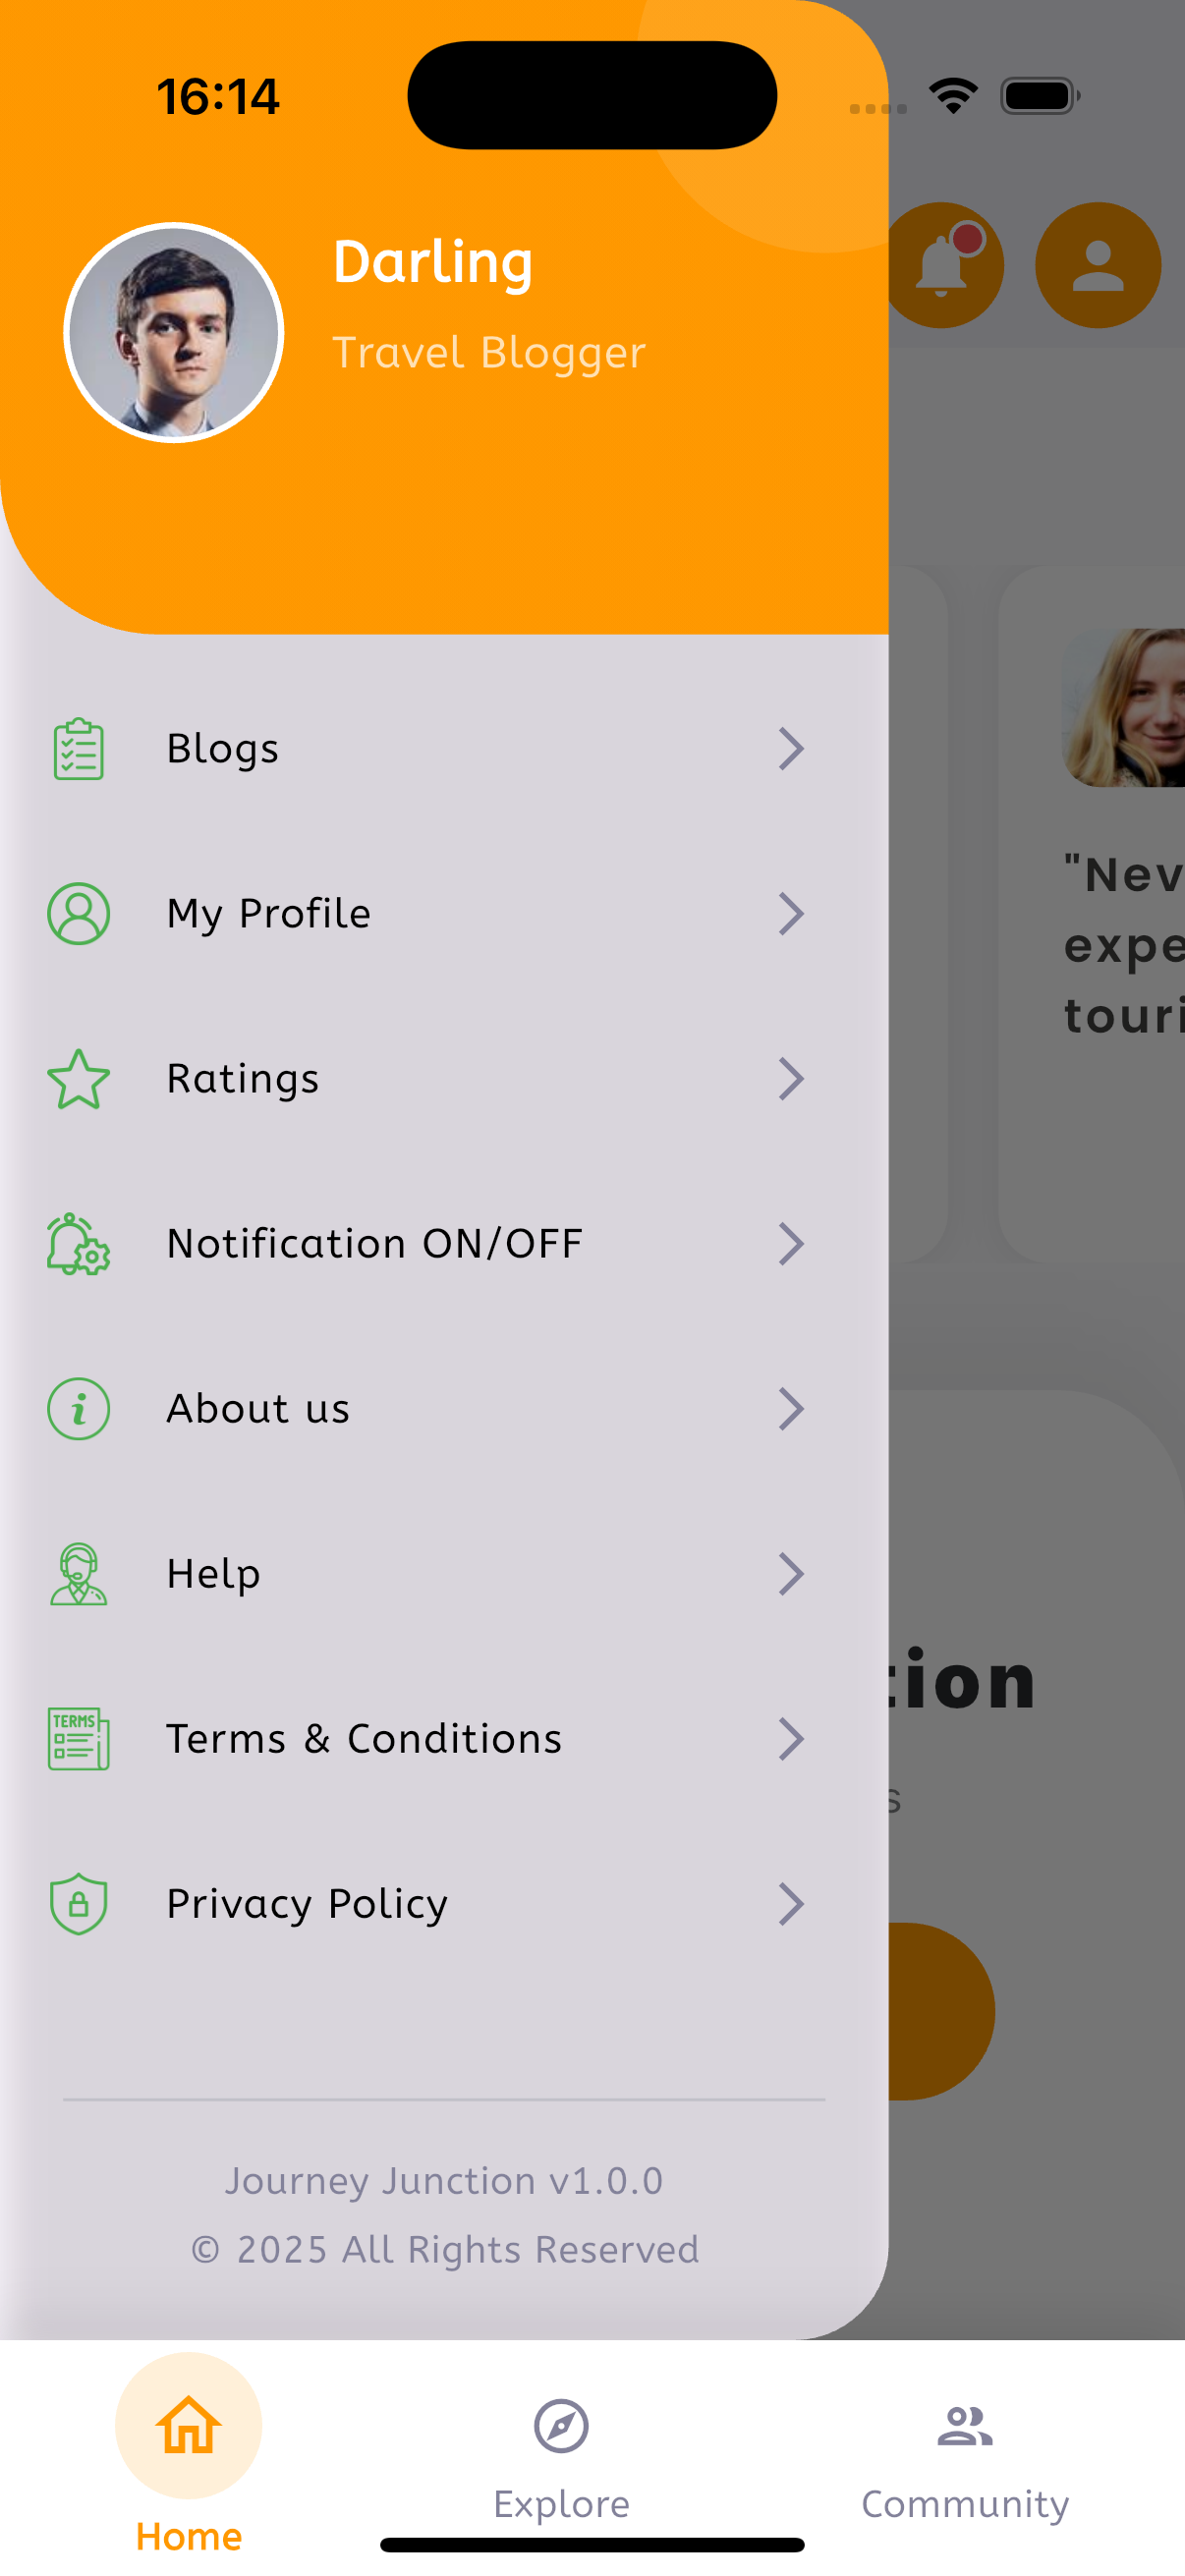 16:14
Darling
Travel Blogger
Blogs
My Profile
Ratings
Notification ON/OFF
About us
Help
TERMS
Terms & Conditions
Privacy Policy
Journey Junction v1.0.0
© 2025 All Rights Reserved
"Nev
expe
touri
tion
s
Home
Explore
Community